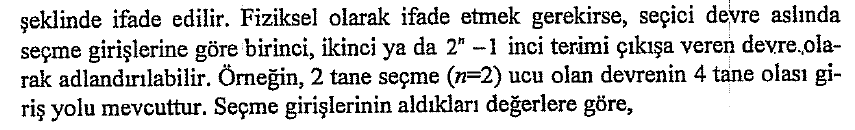 şeklinde ifade edilir. Fiziksel olarak ifade etmek gerekirse, seçici devre aslında
seçme girişlerine göre birinci, ikinci ya da 2ⁿ −1 inci terimi çıkışa veren devre.ola-
rak adlandırılabilir. Örneğin, 2 tane seçme (n=2) ucu olan devrenin 4 tane olası gi-
riş yolu mevcuttur. Seçme girişlerinin aldıkları değerlere göre,